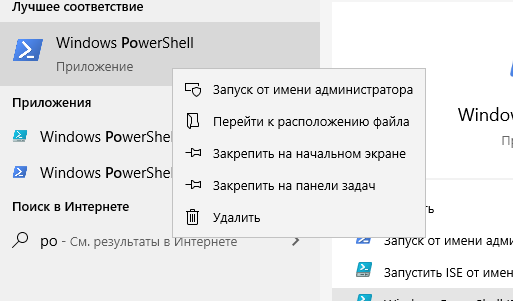 Лучшее соответствие
Windows PowerShell
Приложение
Запуск от имени администратора
Перейти к расположению файла
Закрепить на начальном экране
Закрепить на панели задач
Удалить
Приложения
Windows PowerShell
Windows PowerShell
Поиск в Интернете
po - См. результаты в Интернете
Window
Запуск от имени адми
Запустить ISE от имен